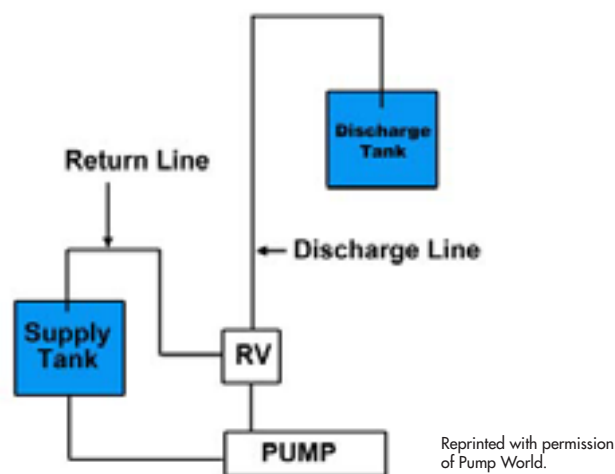 Discharge
Tank
Return Line
Discharge Line
Supply
Tank
RV
PUMP
Reprinted with permission
of Pump World.